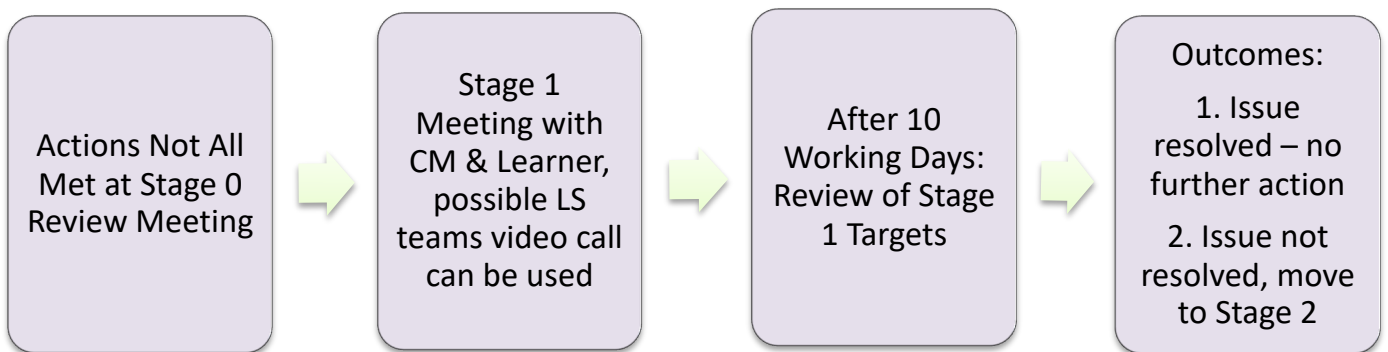 Actions Not All
Met at Stage 0
Review Meeting
Stage 1
Meeting with
CM & Learner,
possible LS
teams video call
can be used
After 10
Working Days:
Review of Stage
1 Targets
Outcomes:
1. Issue
resolved – no
further action
2. Issue not
resolved, move
to Stage 2